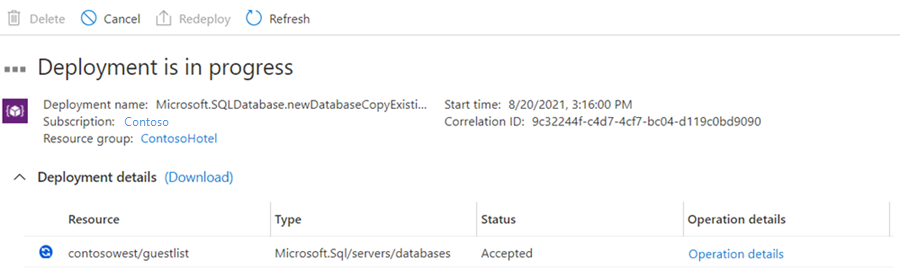 Delete Cancel Redeploy Refresh
Deployment is in progress
Deployment name: Microsoft.SQLDatabase.newDatabaseCopyExisti... Start time: 8/20/2021, 3:16:00 PM
Subscription: Contoso Correlation ID: 9c32244f-c4d7-4cf7-bc04-d119c0bd9090
Resource group: ContosoHotel
Deployment details (Download)
Resource Type Status Operation details
contosowest/guestlist Microsoft.Sql/servers/databases Accepted Operation details